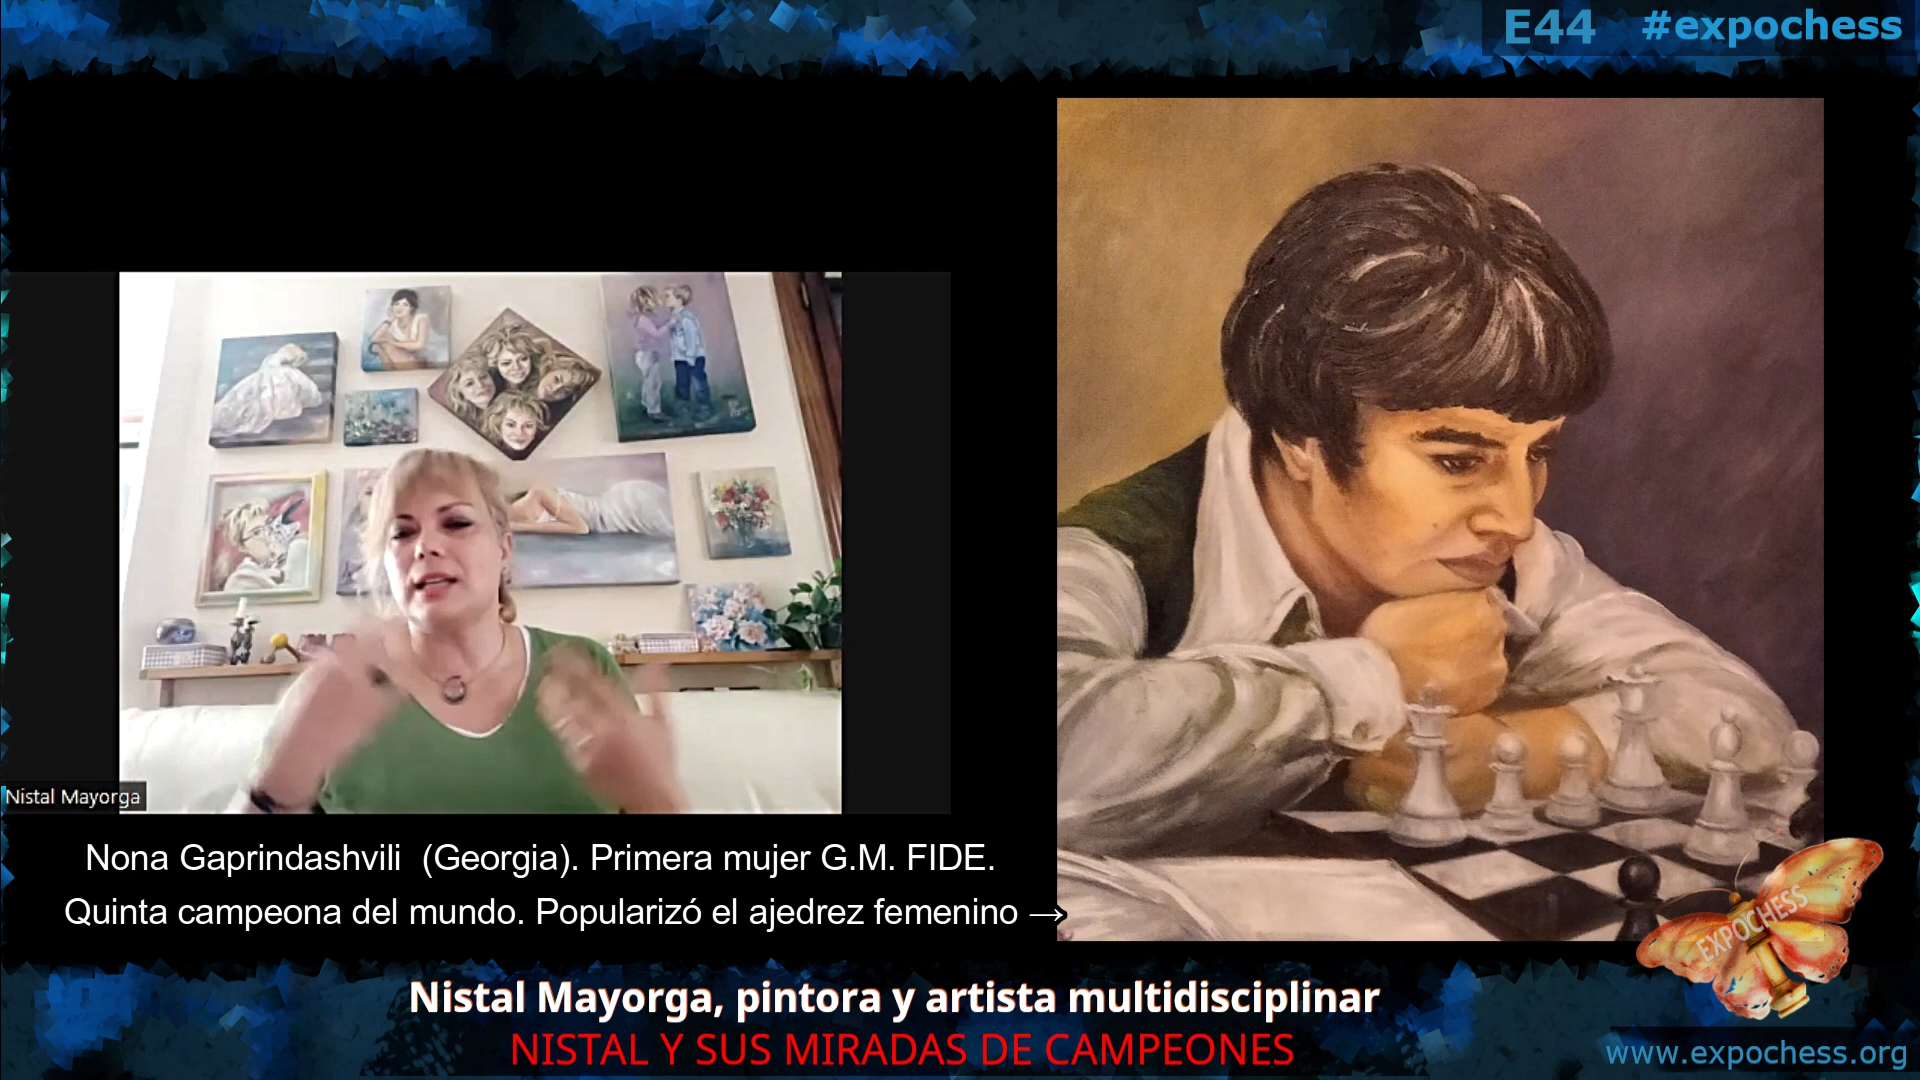 E44 #expochess
Nistal Mayorga
Nona Gaprindashvili (Georgia). Primera mujer G.M. FIDE.
Quinta campeona del mundo. Popularizó el ajedrez femenino →
EXPOCHESS
Nistal Mayorga, pintora y artista multidisciplinar
NISTAL Y SUS MIRADAS DE CAMPEONES
www.expochess.org